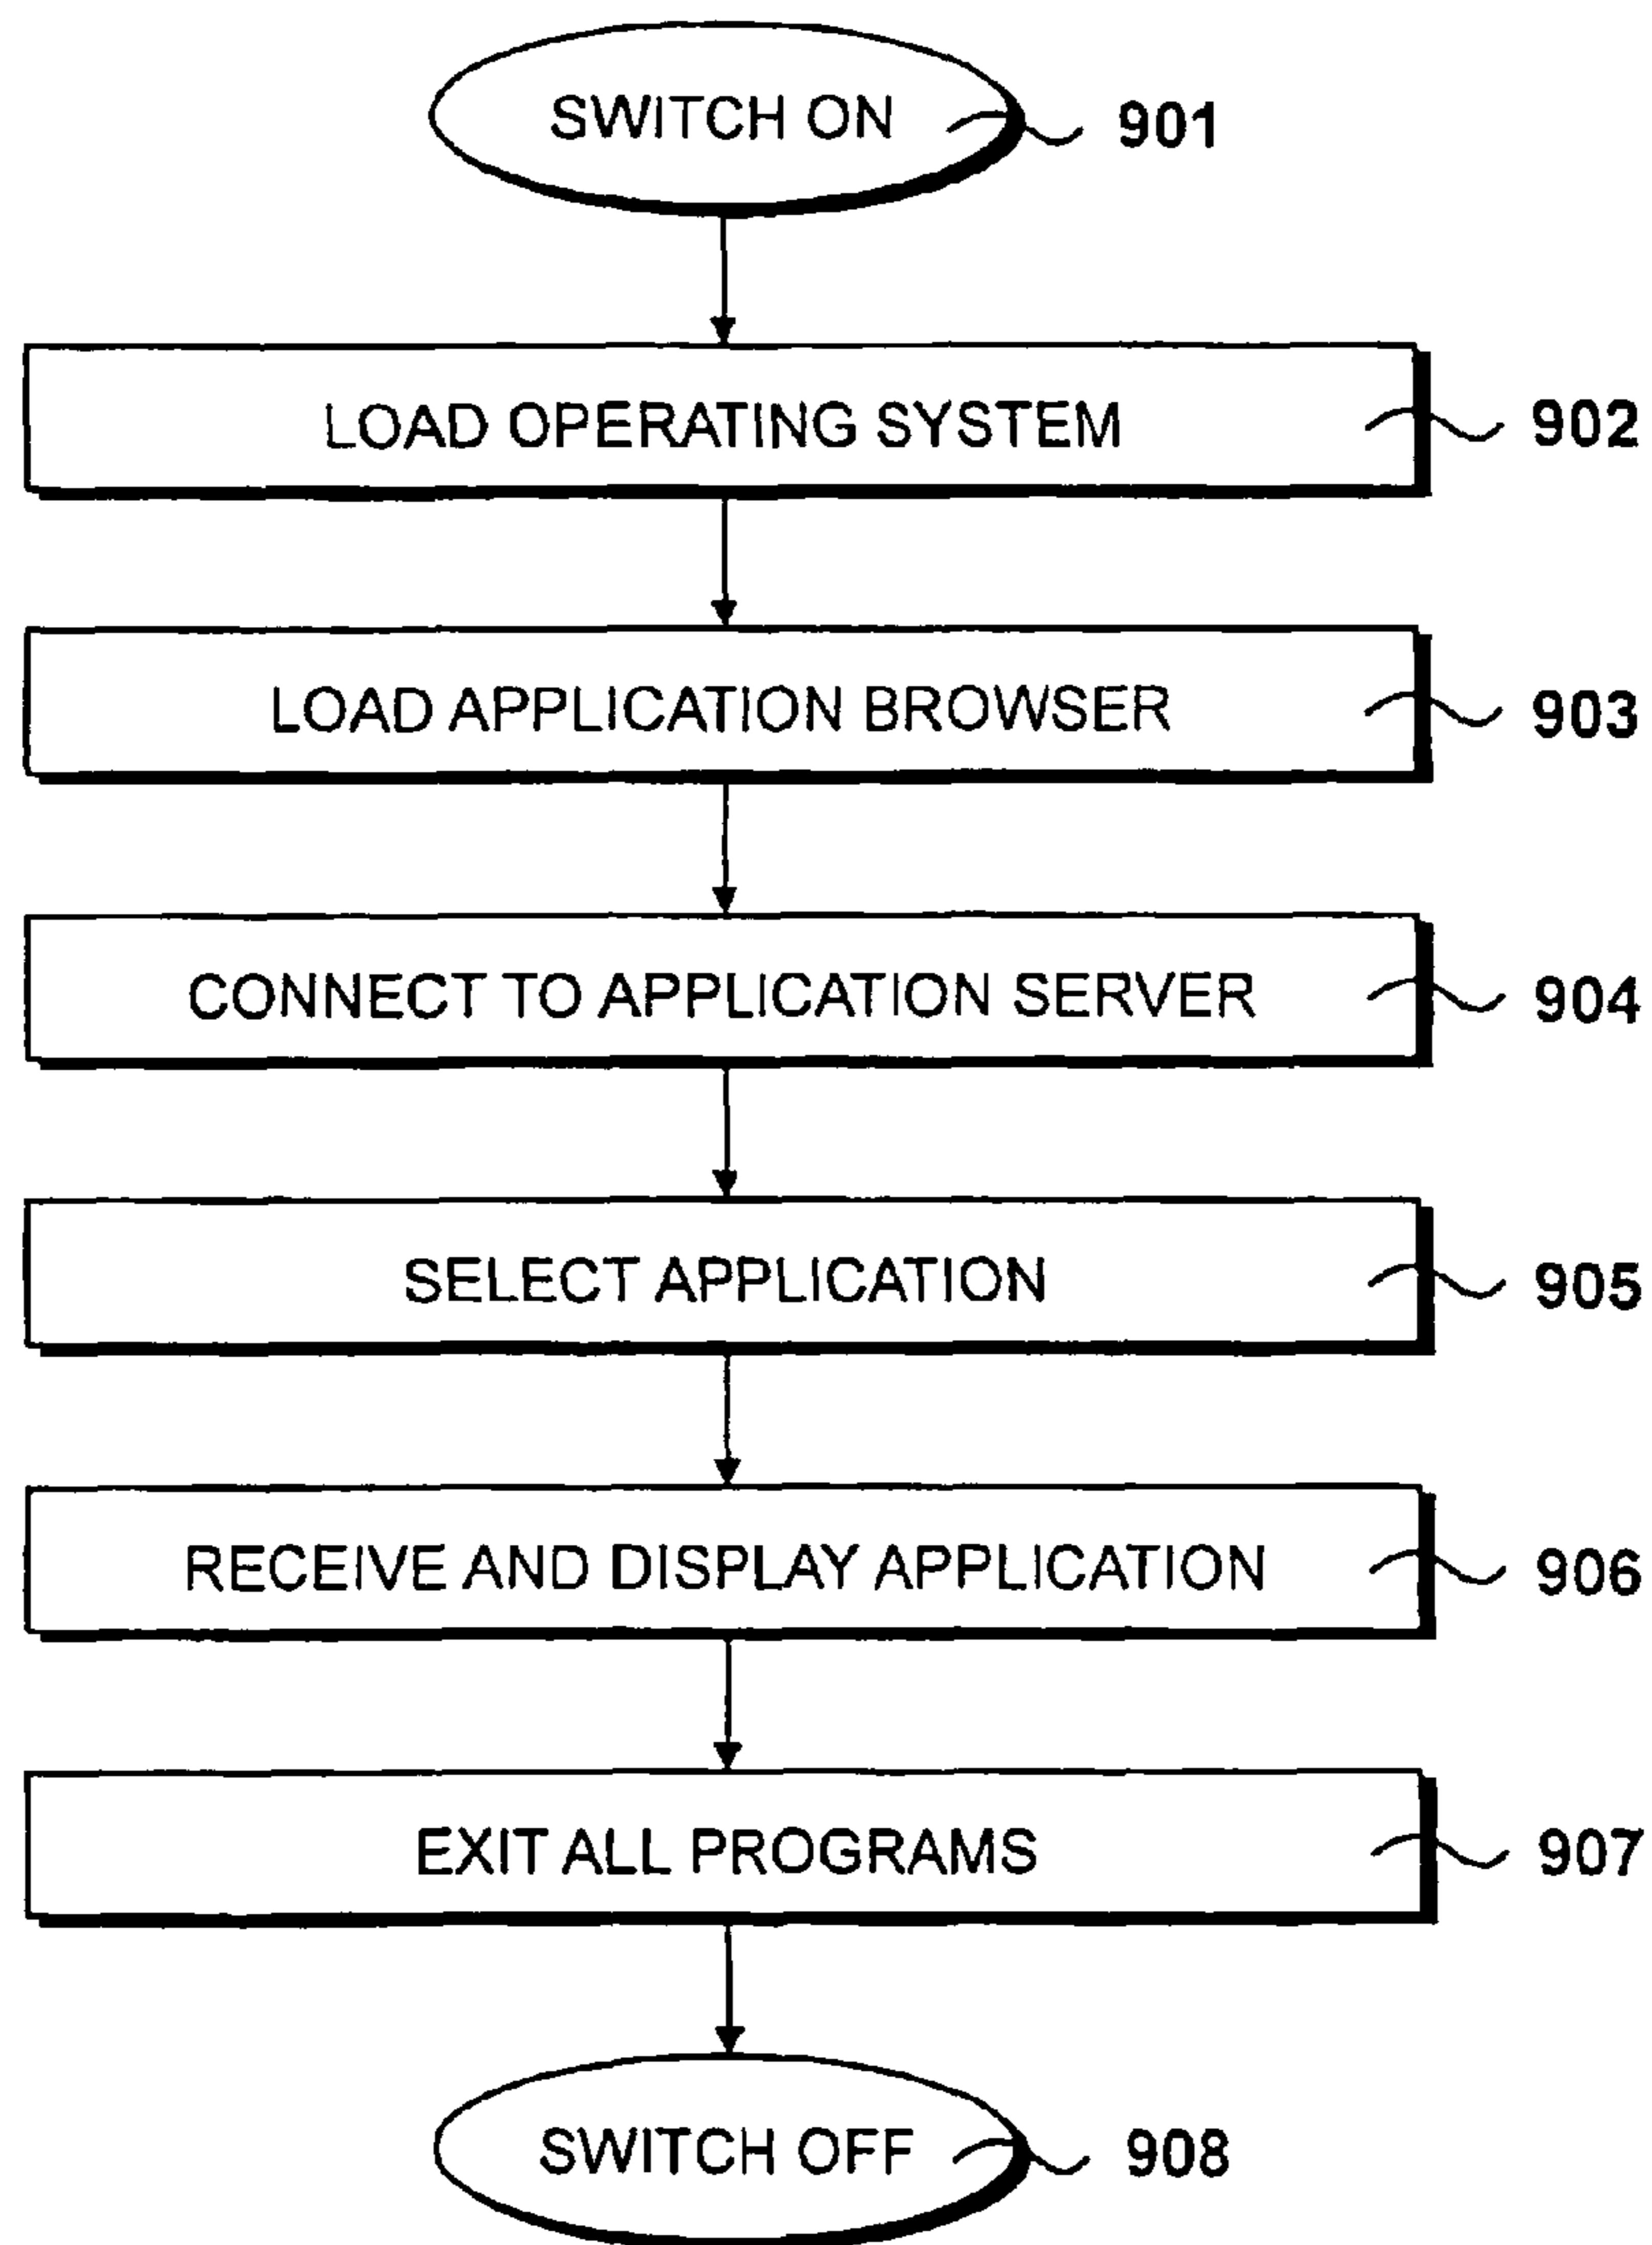 SWITCH ON 901
LOAD OPERATING SYSTEM 902
LOAD APPLICATION BROWSER 903
CONNECT TO APPLICATION SERVER 904
SELECT APPLICATION 905
RECEIVE AND DISPLAY APPLICATION 906
EXIT ALL PROGRAMS 907
SWITCH OFF 908